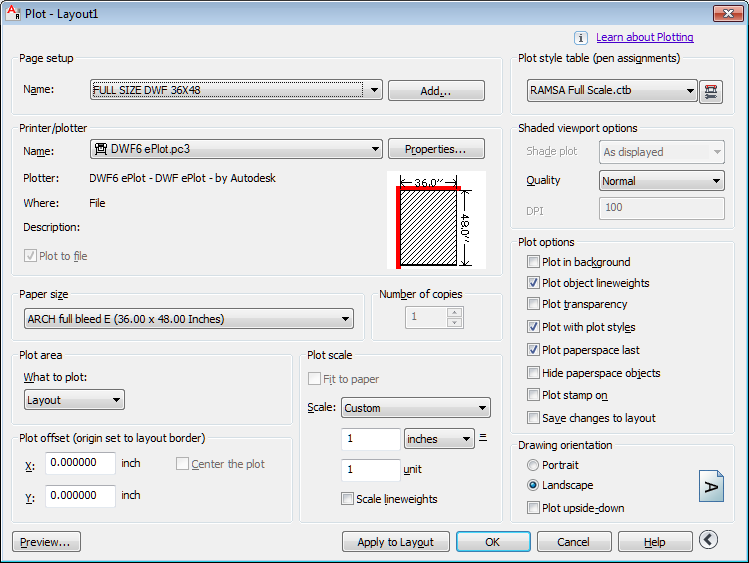 Plot - Layout1
Learn about Plotting
Page setup
Name: FULL SIZE DWF 36X48 Add...
Plot style table (pen assignments)
RAMSA Full Scale.ctb
Printer/plotter
Name: DWF6 ePlot.pc3 Properties...
Plotter: DWF6 ePlot - DWF ePlot - by Autodesk
Where: File
Description:
Plot to file
36.0''
48.0''
Shaded viewport options
Shade plot As displayed
Quality Normal
DPI 100
Paper size
ARCH full bleed E (36.00 x 48.00 Inches)
Number of copies
1
Plot options
Plot in background
Plot object lineweights
Plot transparency
Plot with plot styles
Plot paperspace last
Hide paperspace objects
Plot stamp on
Save changes to layout
Plot area
What to plot:
Layout
Plot scale
Fit to paper
Scale: Custom
1 inches =
1 unit
Scale lineweights
Plot offset (origin set to layout border)
X: 0.000000 inch Center the plot
Y: 0.000000 inch
Drawing orientation
Portrait
Landscape
Plot upside-down
A
Preview... Apply to Layout OK Cancel Help